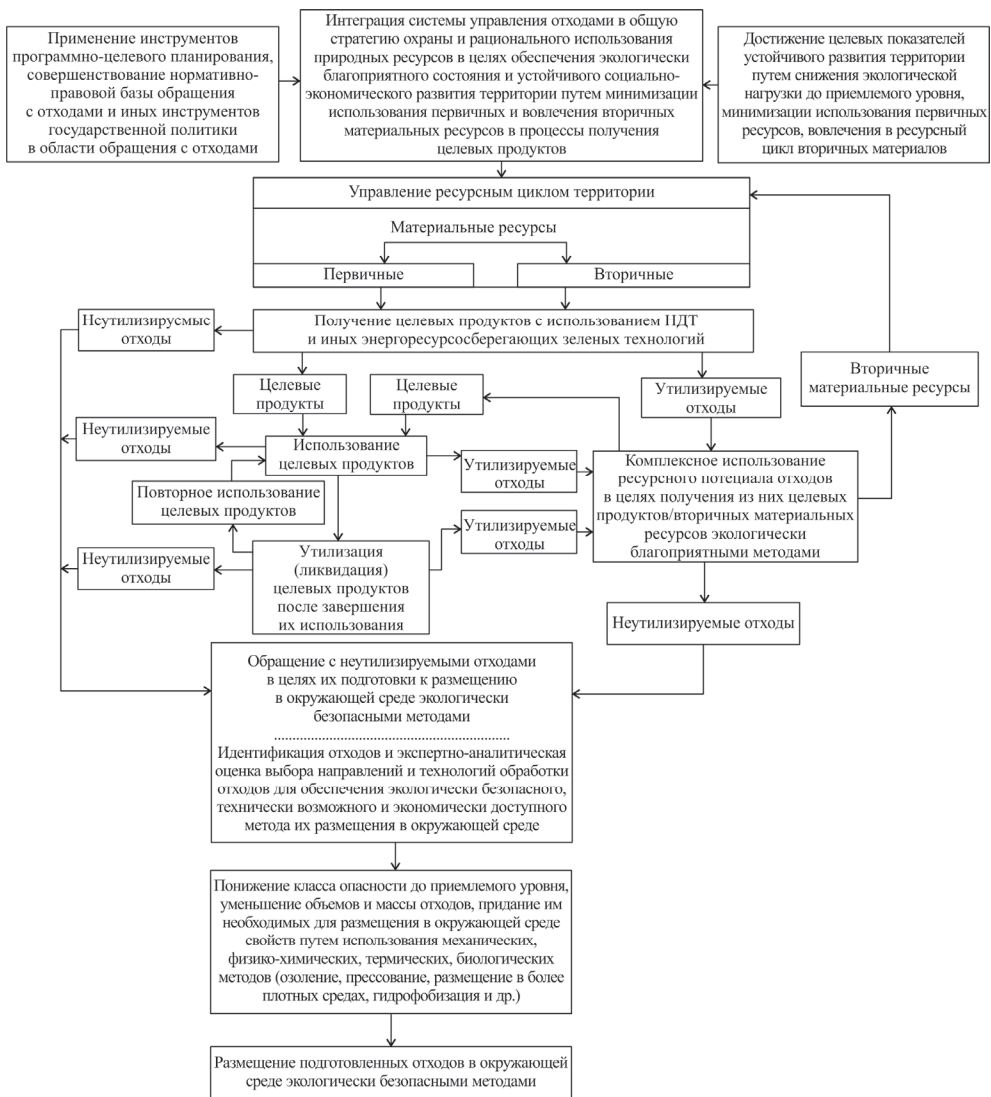 Применение инструментов
программно-целевого планирования,
совершенствование нормативно-
правовой базы обращения
с отходами и иных инструментов
государственной политики
в области обращения с отходами
Интеграция системы управления отходами в общую
стратегию охраны и рационального использования
природных ресурсов в целях обеспечения экологически
благоприятного состояния и устойчивого социально-
экономического развития территории путем минимизации
использования первичных и вовлечения вторичных
материальных ресурсов в процессы получения
целевых продуктов
Достижение целевых показателей
устойчивого развития территории
путем снижения экологической
нагрузки до приемлемого уровня,
минимизации использования первичных
ресурсов, вовлечения в ресурсный
цикл вторичных материалов
Управление ресурсным циклом территории
Материальные ресурсы
Первичные
Вторичные
Неутилизируемые
отходы
Получение целевых продуктов с использованием НДТ
и иных энергоресурсосберегающих зеленых технологий
Вторичные
материальные ресурсы
Целевые
продукты
Целевые
продукты
Утилизируемые
отходы
Неутилизируемые
отходы
Использование
целевых продуктов
Утилизируемые
отходы
Комплексное использование
ресурсного потециала отходов
в целях получения из них целевых
продуктов/вторичных материальных
ресурсов экологически
благоприятными методами
Повторное использование
целевых продуктов
Утилизируемые
отходы
Неутилизируемые
отходы
Утилизация
(ликвидация)
целевых продуктов
после завершения
их использования
Неутилизируемые отходы
Обращение с неутилизируемыми отходами
в целях их подготовки к размещению
в окружающей среде экологически
безопасными методами
Идентификация отходов и экспертно-аналитическая
оценка выбора направлений и технологий обработки
отходов для обеспечения экологически безопасного,
технически возможного и экономически доступного
метода их размещения в окружающей среде
Понижение класса опасности до приемлемого уровня,
уменьшение объемов и массы отходов, придание им
необходимых для размещения в окружающей среде
свойств путем использования механических,
физико-химических, термических, биологических
методов (озоление, прессование, размещение в более
плотных средах, гидрофобизация и др.)
Размещение подготовленных отходов в окружающей
среде экологически безопасными методами